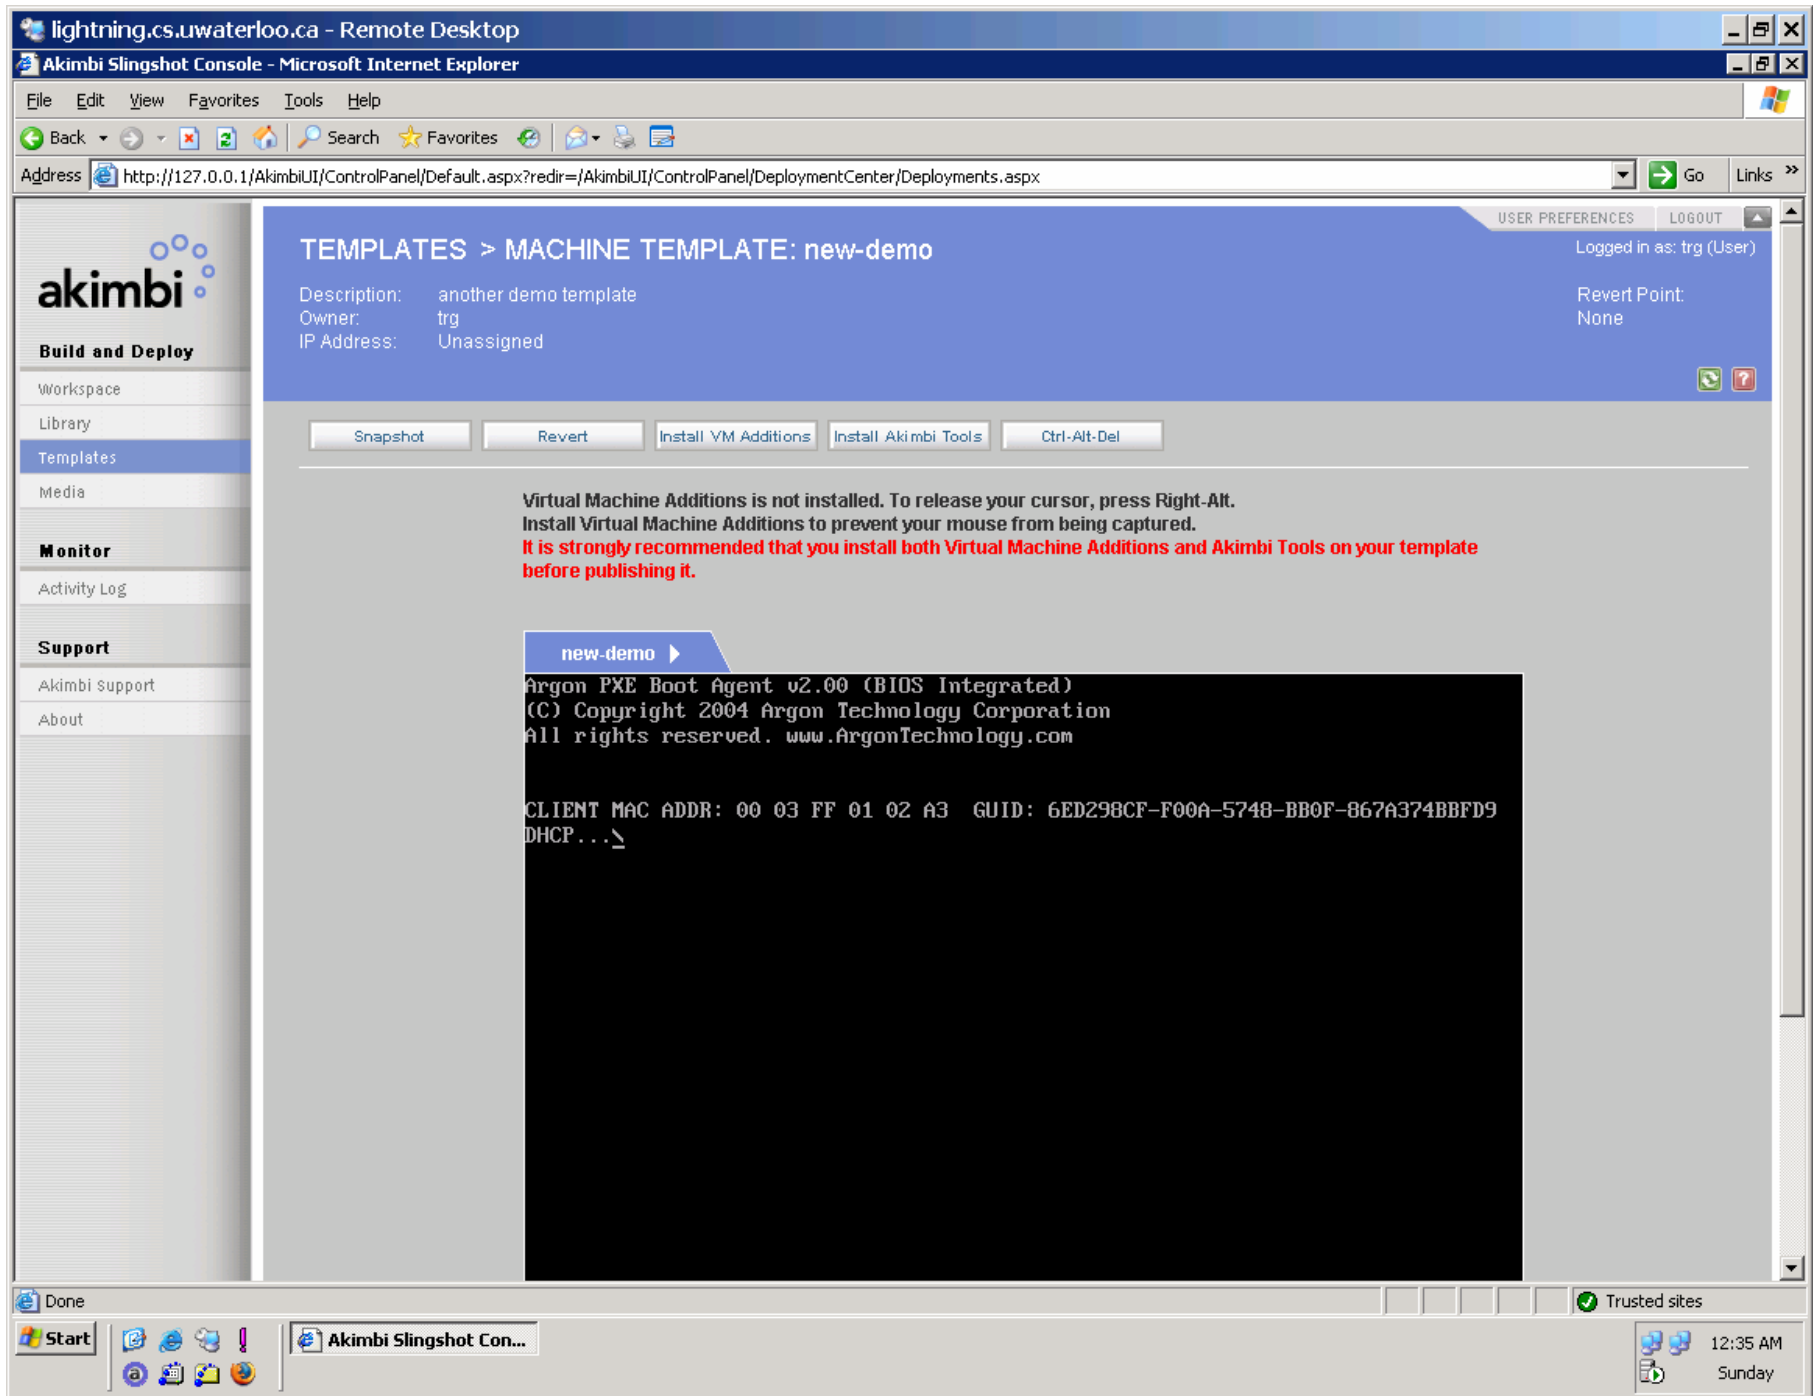 lightning.cs.uwaterloo.ca - Remote Desktop
Akimbi Slingshot Console - Microsoft Internet Explorer
File Edit View Favorites Tools Help
Back Search Favorites
Address http://127.0.0.1/AkimbiUI/ControlPanel/Default.aspx?redir=/AkimbiUI/ControlPanel/DeploymentCenter/Deployments.aspx Go Links »
USER PREFERENCES LOGOUT
akimbi
TEMPLATES > MACHINE TEMPLATE: new-demo
Logged in as: trg (User)
Description: another demo template
Owner: trg
IP Address: Unassigned
Revert Point:
None
Build and Deploy
Workspace
Library
Templates
Media
Monitor
Activity Log
Support
Akimbi Support
About
Snapshot Revert Install VM Additions Install Akimbi Tools Ctrl-Alt-Del
Virtual Machine Additions is not installed. To release your cursor, press Right-Alt.
Install Virtual Machine Additions to prevent your mouse from being captured.
It is strongly recommended that you install both Virtual Machine Additions and Akimbi Tools on your template
before publishing it.
new-demo
Argon PXE Boot Agent v2.00 (BIOS Integrated)
(C) Copyright 2004 Argon Technology Corporation
All rights reserved. www.ArgonTechnology.com
CLIENT MAC ADDR: 00 03 FF 01 02 A3 GUID: 6ED298CF-F00A-5748-BB0F-867A374BBFD9
DHCP...\
Done
Trusted sites
Start
Akimbi Slingshot Con...
12:35 AM
Sunday